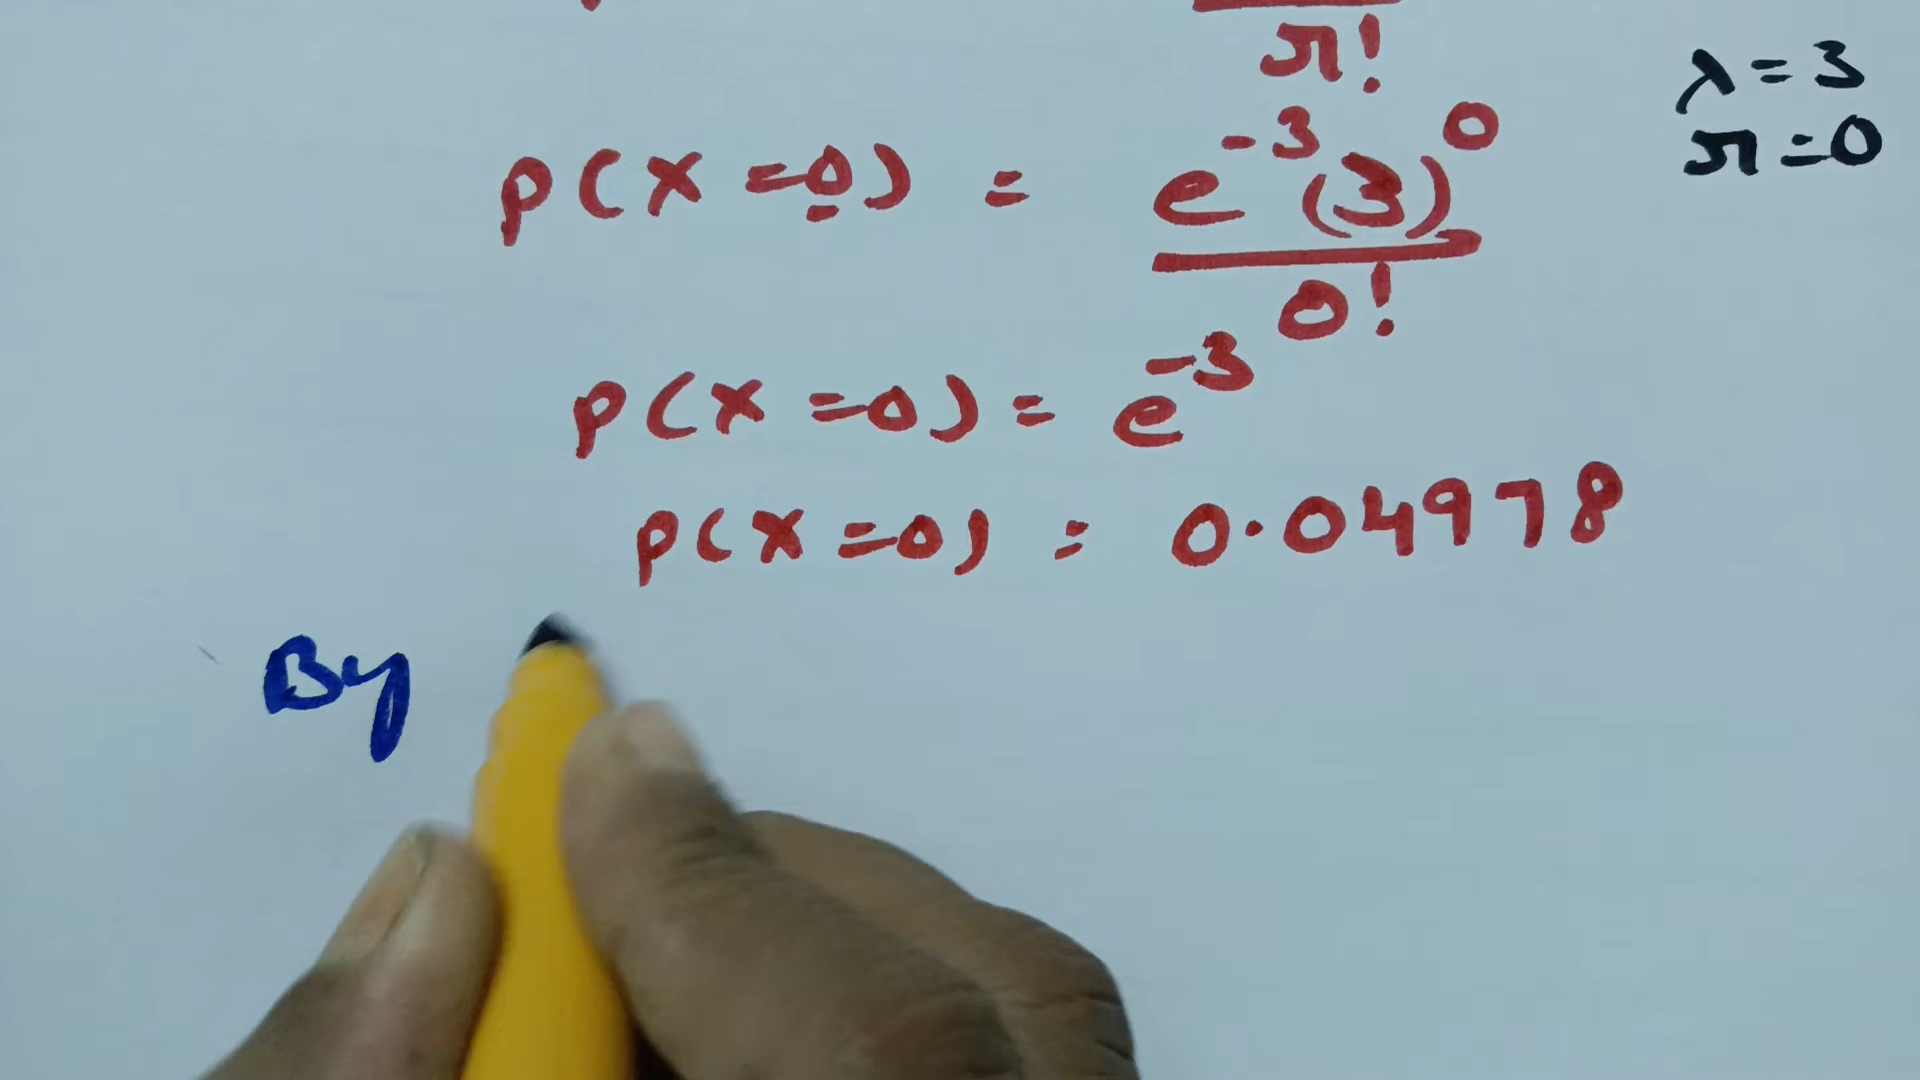 r!
λ = 3
r = 0
P(X = 0) = e^-3 (3)^0 / 0!
P(X = 0) = e^-3
P(X = 0) = 0.04978
By